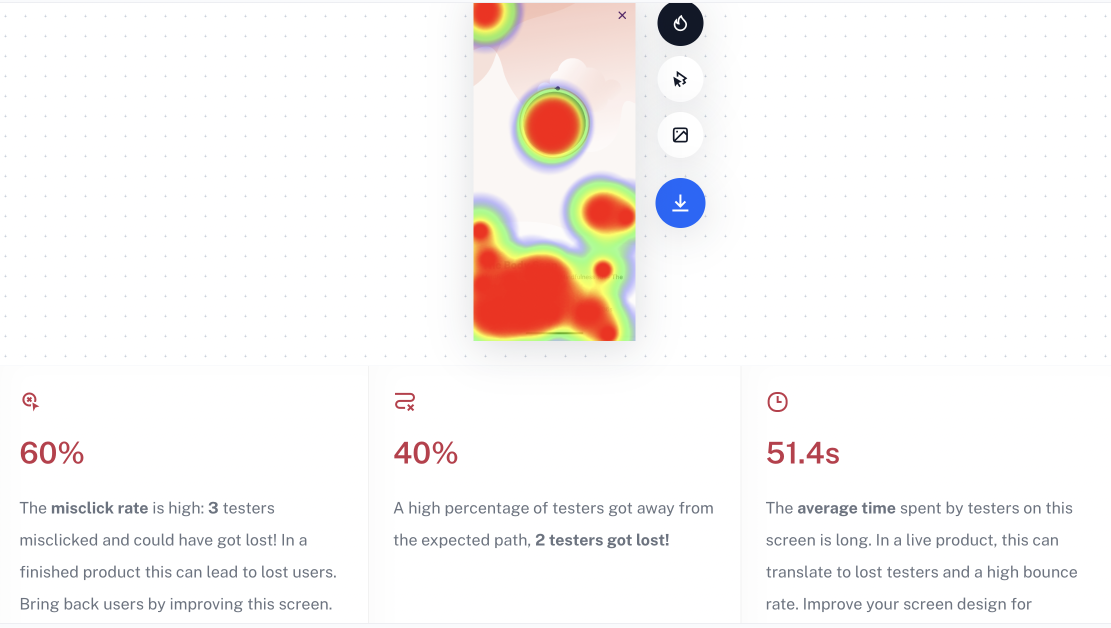 60%
40%
51.4s
The misclick rate is high: 3 testers
misclicked and could have got lost! In a
finished product this can lead to lost users.
Bring back users by improving this screen.
A high percentage of testers got away from
the expected path, 2 testers got lost!
The average time spent by testers on this
screen is long. In a live product, this can
translate to lost testers and a high bounce
rate. Improve your screen design for